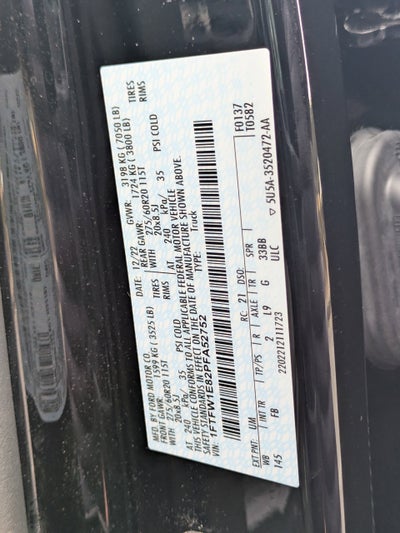 MFD. BY FORD MOTOR CO.
DATE: 12/22 GVWR: 3198 KG ( 7050 LB)
FRONT GAWR: 1599 KG ( 3525 LB) REAR GAWR: 1724 KG ( 3800 LB)
WITH 275/60R20 115T TIRES WITH 275/60R20 115T TIRES
20x8.5J RIMS 20x8.5J RIMS
AT 240 kPa/ 35 PSI COLD AT 240 kPa/ 35 PSI COLD
THIS VEHICLE CONFORMS TO ALL APPLICABLE FEDERAL MOTOR VEHICLE
SAFETY STANDARDS IN EFFECT ON THE DATE OF MANUFACTURE SHOWN ABOVE.
VIN: 1FTFW1E82PFA52752 TYPE: Truck
F0137
T0582
EXT PNT: UM RC: 21 DSO:
WB INT TR TP/PS R AXLE TR SPR
145 FB 2 L9 G 33BB
ULC
2202212111723
5U5A-3520472-AA